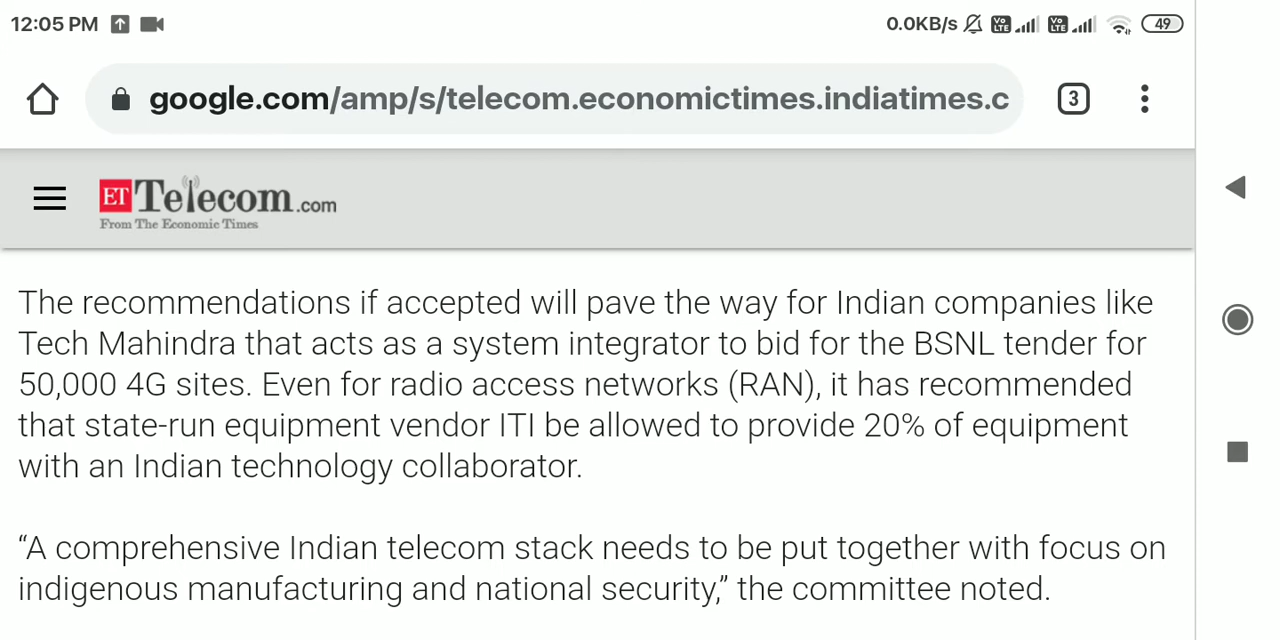 12:05 PM 0.0KB/s Vo LTE Vo LTE 49
google.com/amp/s/telecom.economictimes.indiatimes.c 3
ET Telecom.com
From The Economic Times
The recommendations if accepted will pave the way for Indian companies like
Tech Mahindra that acts as a system integrator to bid for the BSNL tender for
50,000 4G sites. Even for radio access networks (RAN), it has recommended
that state-run equipment vendor ITI be allowed to provide 20% of equipment
with an Indian technology collaborator.
“A comprehensive Indian telecom stack needs to be put together with focus on
indigenous manufacturing and national security,” the committee noted.